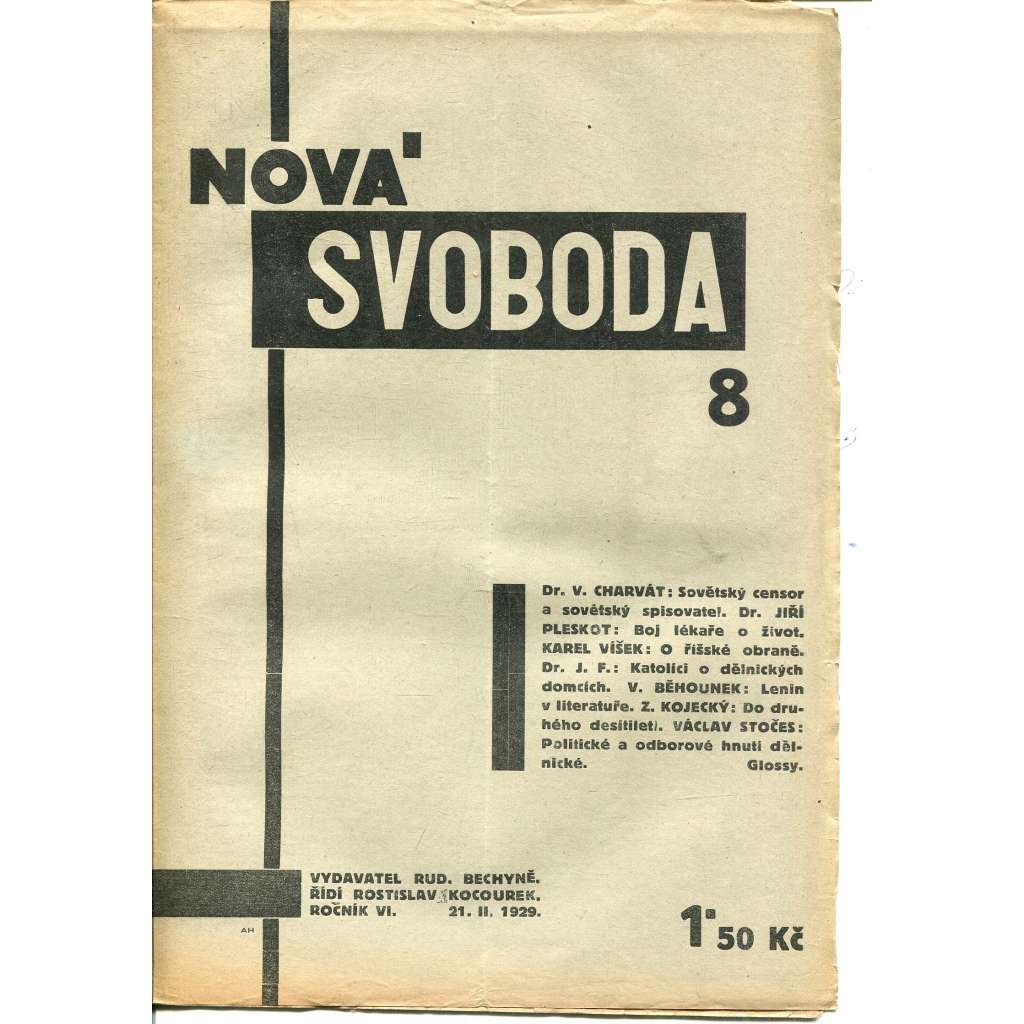 NOVÁ
SVOBODA
8
Dr. V. CHARVÁT: Sovětský censor
a sovětský spisovatel. Dr. JIŘÍ
PLESKOT: Boj lékaře o život.
KAREL VÍŠEK: O říšské obraně.
Dr. J. F.: Katolíci o dělnických
domcích. V. BĚHOUNEK: Lenin
v literatuře. Z. KOJECKÝ: Do dru-
hého desítiletí. VÁCLAV STOČES:
Politické a odborové hnutí děl-
nické. Glossy.
VYDAVATEL RUD. BECHYNĚ.
ŘÍDÍ ROSTISLAV KOCOUREK.
ROČNÍK VI. 21. II. 1929.
AH
1·50 Kč